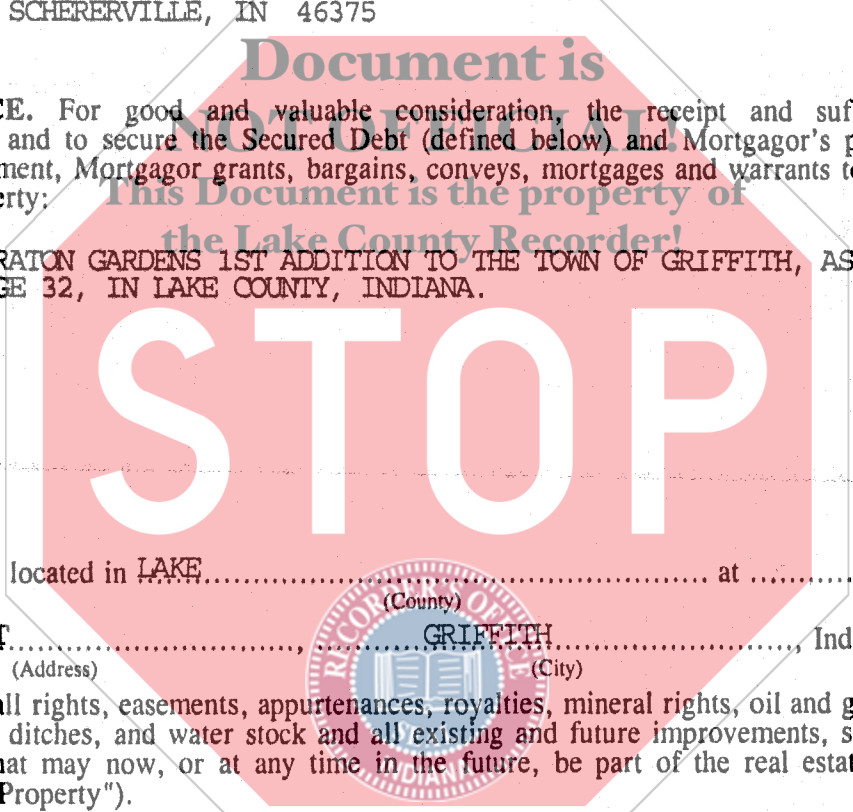 SCHERERVILLE, IN 46375
Document is
CE. For good and valuable consideration, the receipt and suf
NOT OFFICIAL!
and to secure the Secured Debt (defined below) and Mortgagor's p
ment, Mortgagor grants, bargains, conveys, mortgages and warrants t
This Document is the property of
erty:
the Lake County Recorder!
RATON GARDENS 1ST ADDITION TO THE TOWN OF GRIFFITH, AS
GE 32, IN LAKE COUNTY, INDIANA.
STOP
located in LAKE at
(County)
T, GRIFFITH, Ind
(Address) (City)
RECORDER'S OFFICE
all rights, easements, appurtenances, royalties, mineral rights, oil and g
ditches, and water stock and all existing and future improvements, s
hat may now, or at any time in the future, be part of the real estat
INDIANA
Property").